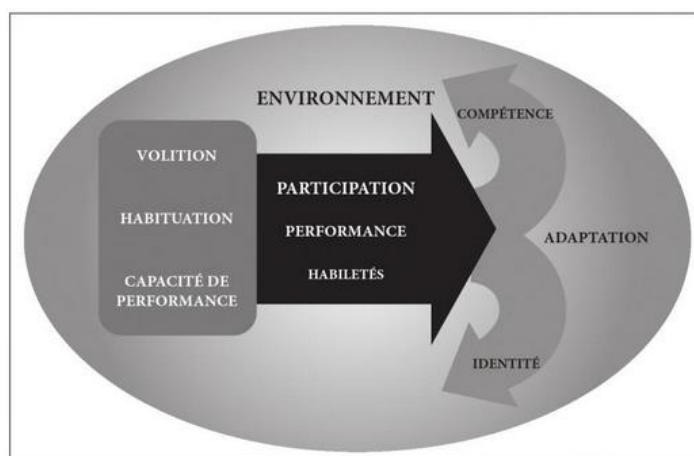 ENVIRONNEMENT
VOLITION
HABITUATION
CAPACITÉ DE
PERFORMANCE
PARTICIPATION
PERFORMANCE
HABILETÉS
COMPÉTENCE
ADAPTATION
IDENTITÉ